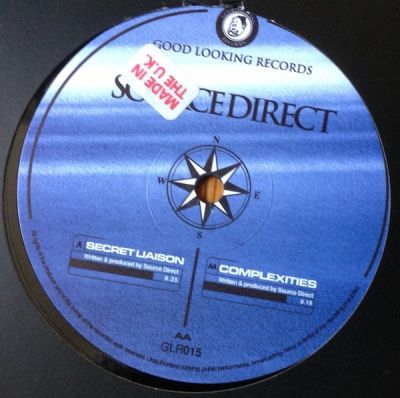 GOOD LOOKING RECORDS
MADE IN
THE U.K.
SOURCE DIRECT
N
W
E
S
A
SECRET LIAISON
Written & produced by Source Direct
8.25
AA
COMPLEXITIES
Written & produced by Source Direct
8.19
AA
GLR015